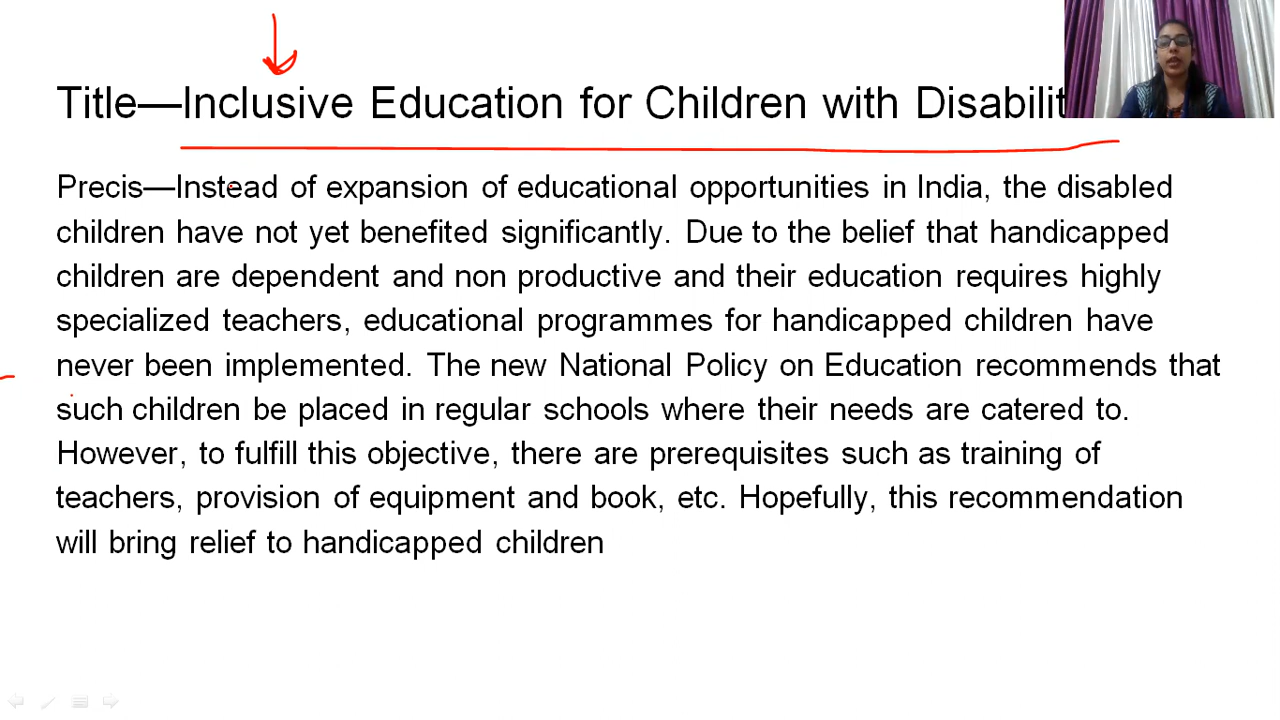 Title—Inclusive Education for Children with Disabilit
Precis—Instead of expansion of educational opportunities in India, the disabled
children have not yet benefited significantly. Due to the belief that handicapped
children are dependent and non productive and their education requires highly
specialized teachers, educational programmes for handicapped children have
never been implemented. The new National Policy on Education recommends that
such children be placed in regular schools where their needs are catered to.
However, to fulfill this objective, there are prerequisites such as training of
teachers, provision of equipment and book, etc. Hopefully, this recommendation
will bring relief to handicapped children